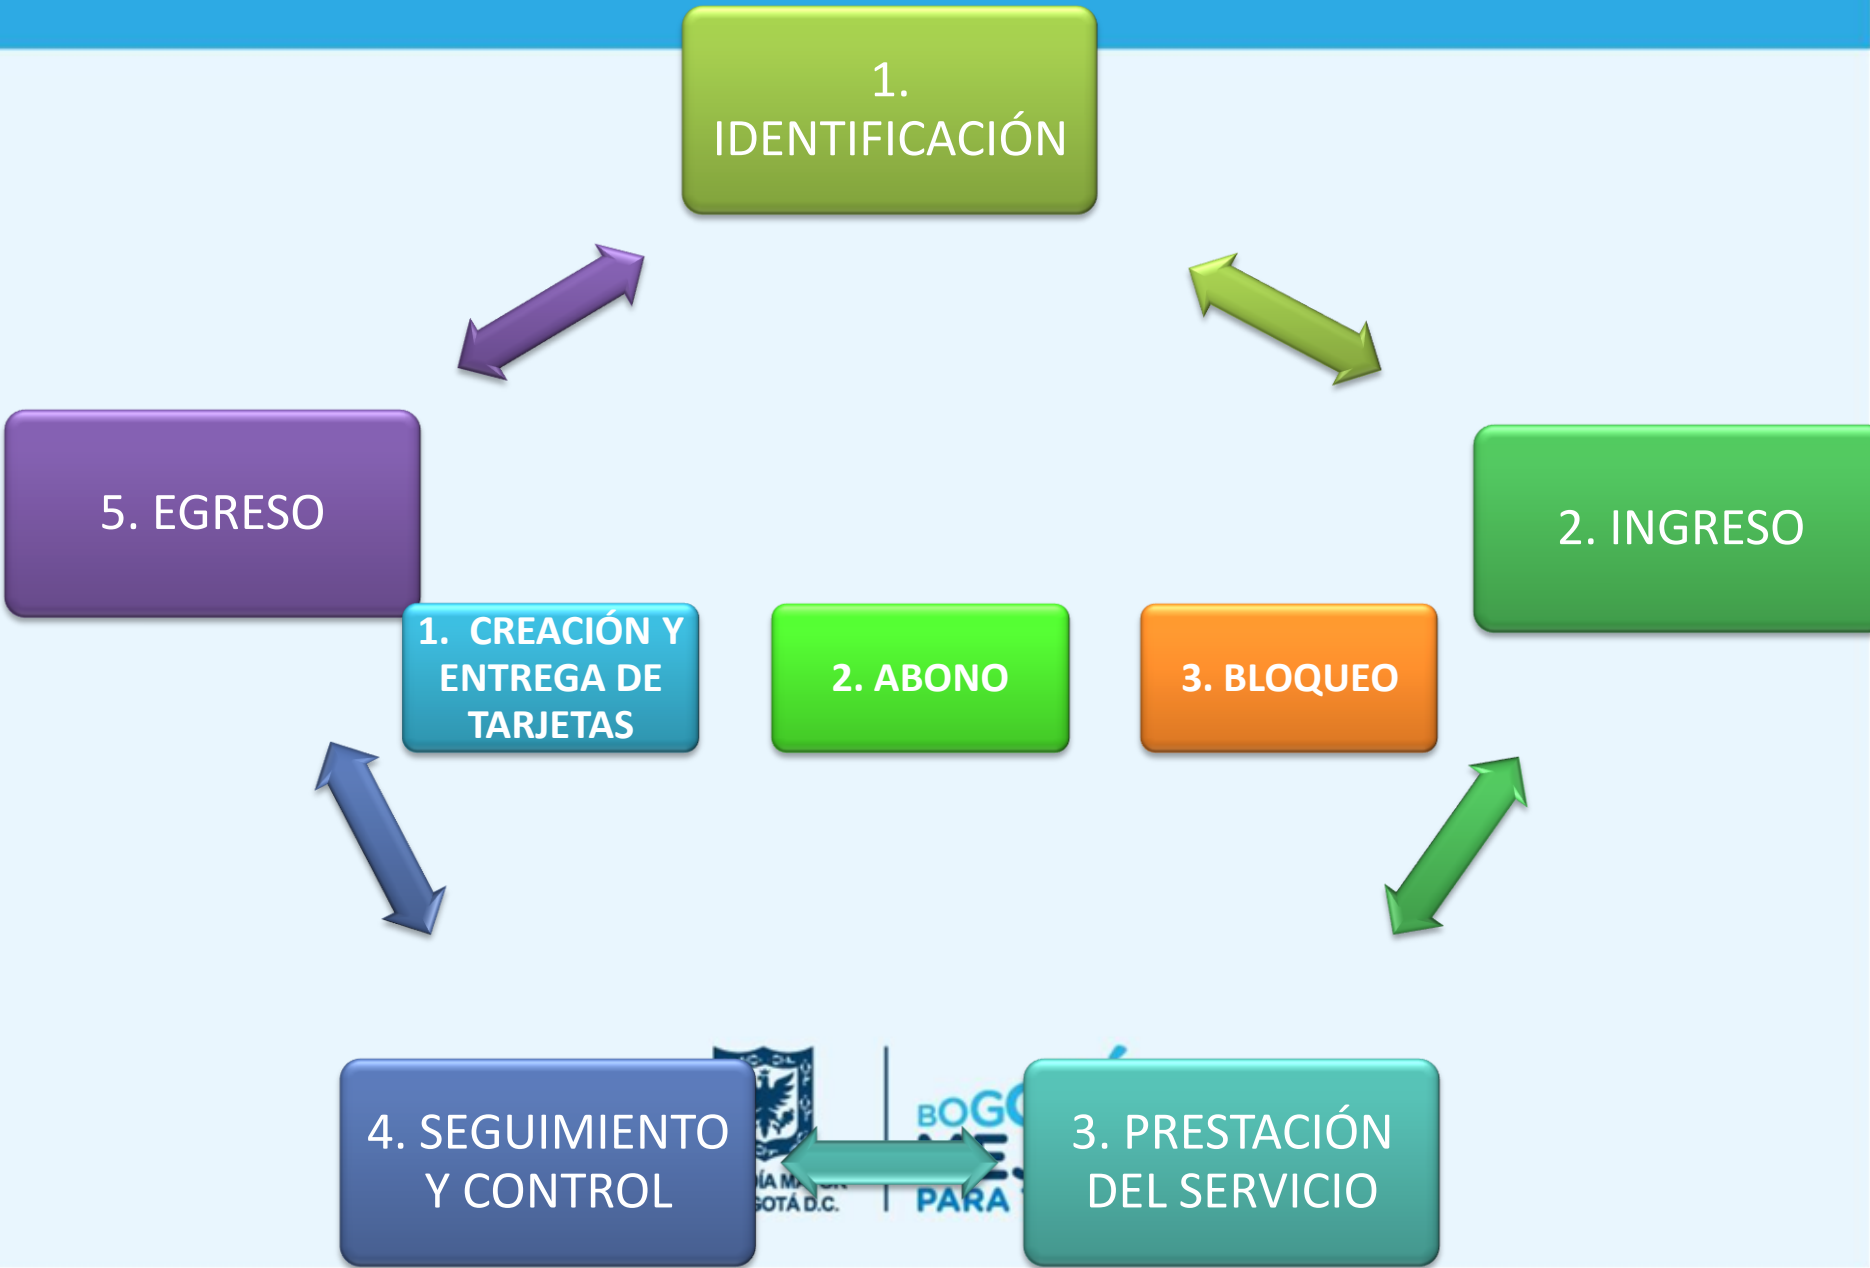 1.
IDENTIFICACIÓN
5. EGRESO
2. INGRESO
1. CREACIÓN Y
ENTREGA DE
TARJETAS
2. ABONO
3. BLOQUEO
4. SEGUIMIENTO
Y CONTROL
3. PRESTACIÓN
DEL SERVICIO
D.C.
PARA